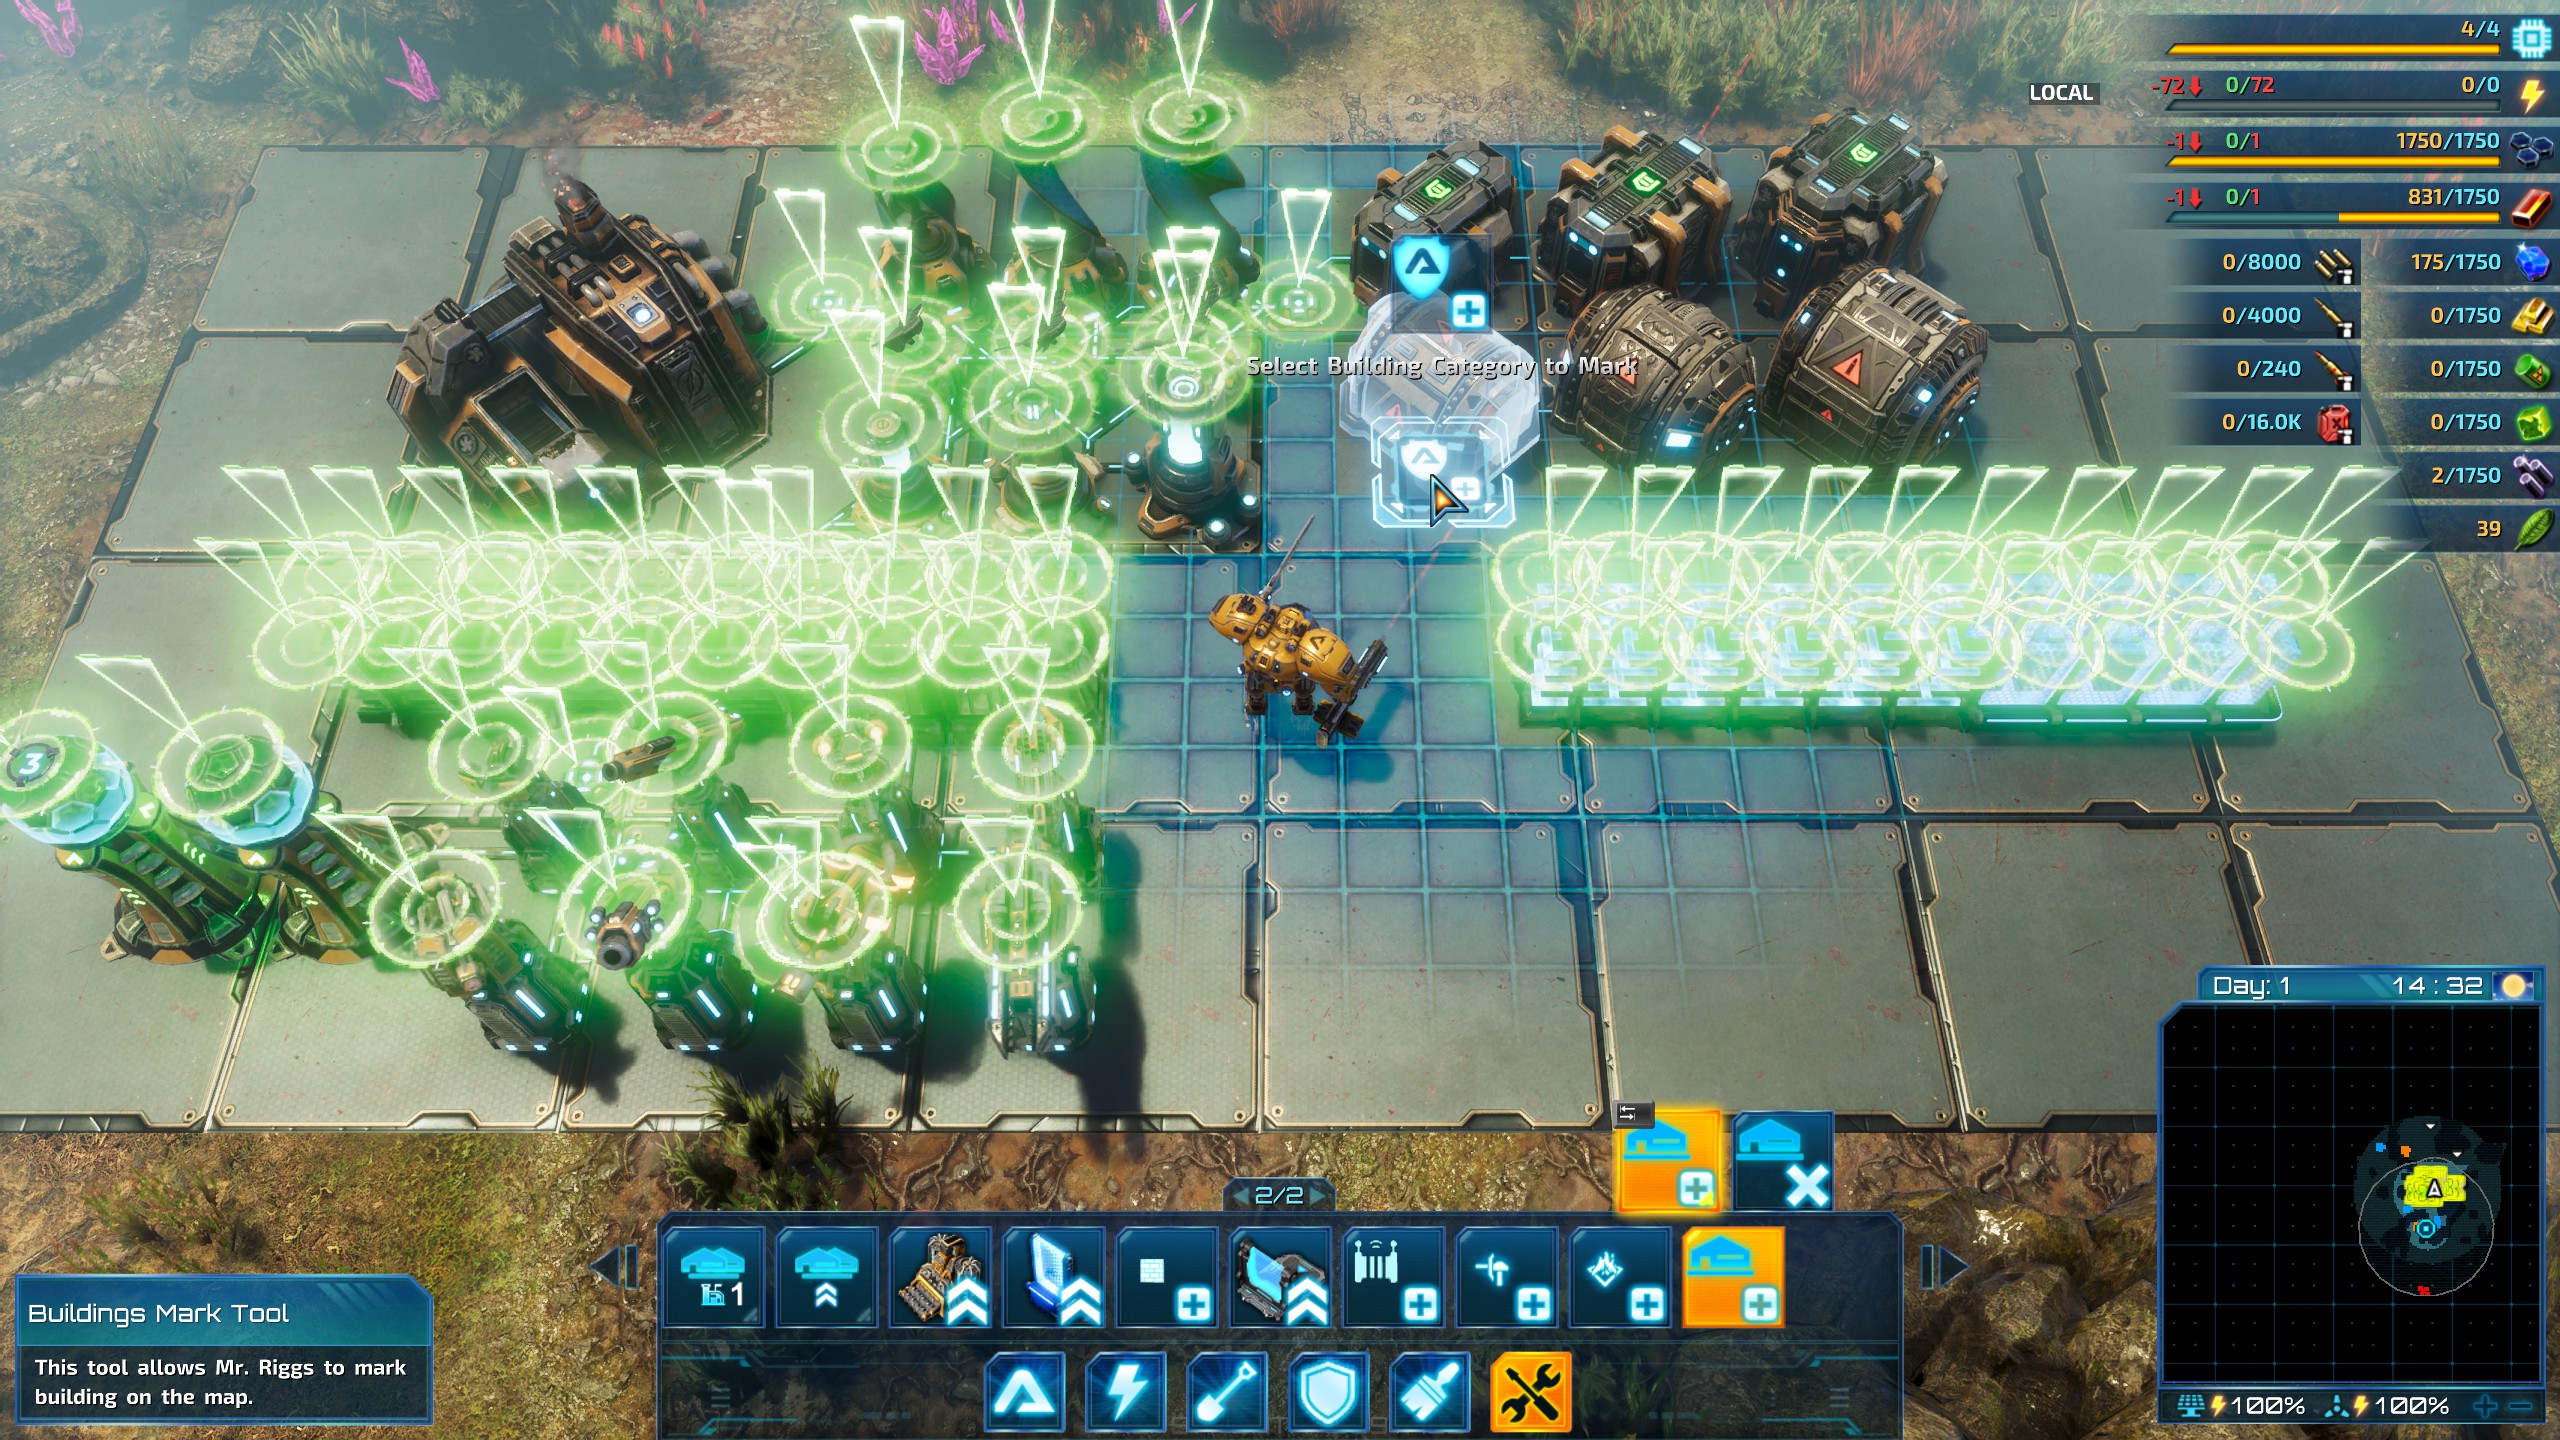 4/4
LOCAL
-72 0/72 0/0
-1 0/1 1750/1750
-1 0/1 831/1750
0/8000 175/1750
0/4000 0/1750
0/240 0/1750
0/16.0K 0/1750
2/1750
39
Select Building Category to Mark
3
Day: 1 14:32
2/2
1
Buildings Mark Tool
This tool allows Mr. Riggs to mark
building on the map.
100% 100%